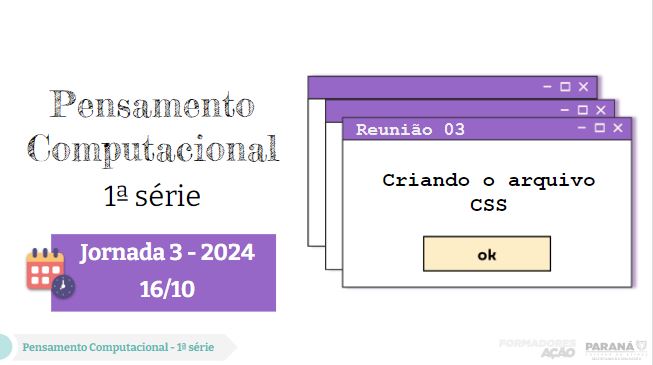 Pensamento
Computacional
1ª série
Jornada 3 - 2024
16/10
Reunião 03
Criando o arquivo
CSS
ok
Pensamento Computacional - 1ª série
FORMADORES
AÇÃO
PARANÁ